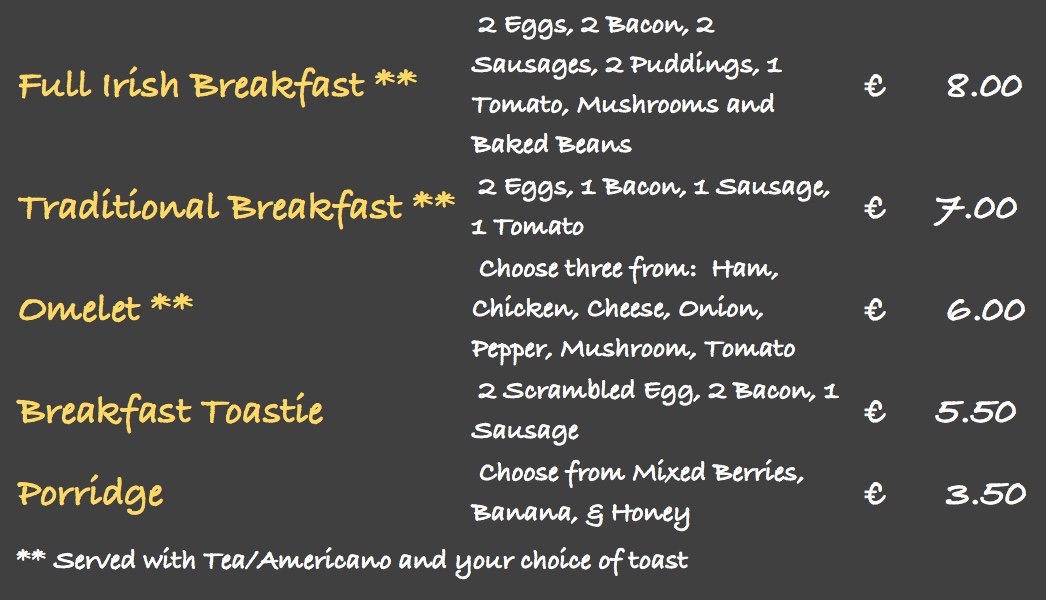 2 Eggs, 2 Bacon, 2
Sausages, 2 Puddings, 1
Full Irish Breakfast ** € 8.00
Tomato, Mushrooms and
Baked Beans
2 Eggs, 1 Bacon, 1 Sausage,
Traditional Breakfast ** € 7.00
1 Tomato
Choose three from: Ham,
Omelet ** Chicken, Cheese, Onion, € 6.00
Pepper, Mushroom, Tomato
2 Scrambled Egg, 2 Bacon, 1
Breakfast Toastie € 5.50
Sausage
Choose from Mixed Berries,
Porridge € 3.50
Banana, & Honey
** Served with Tea/Americano and your choice of toast